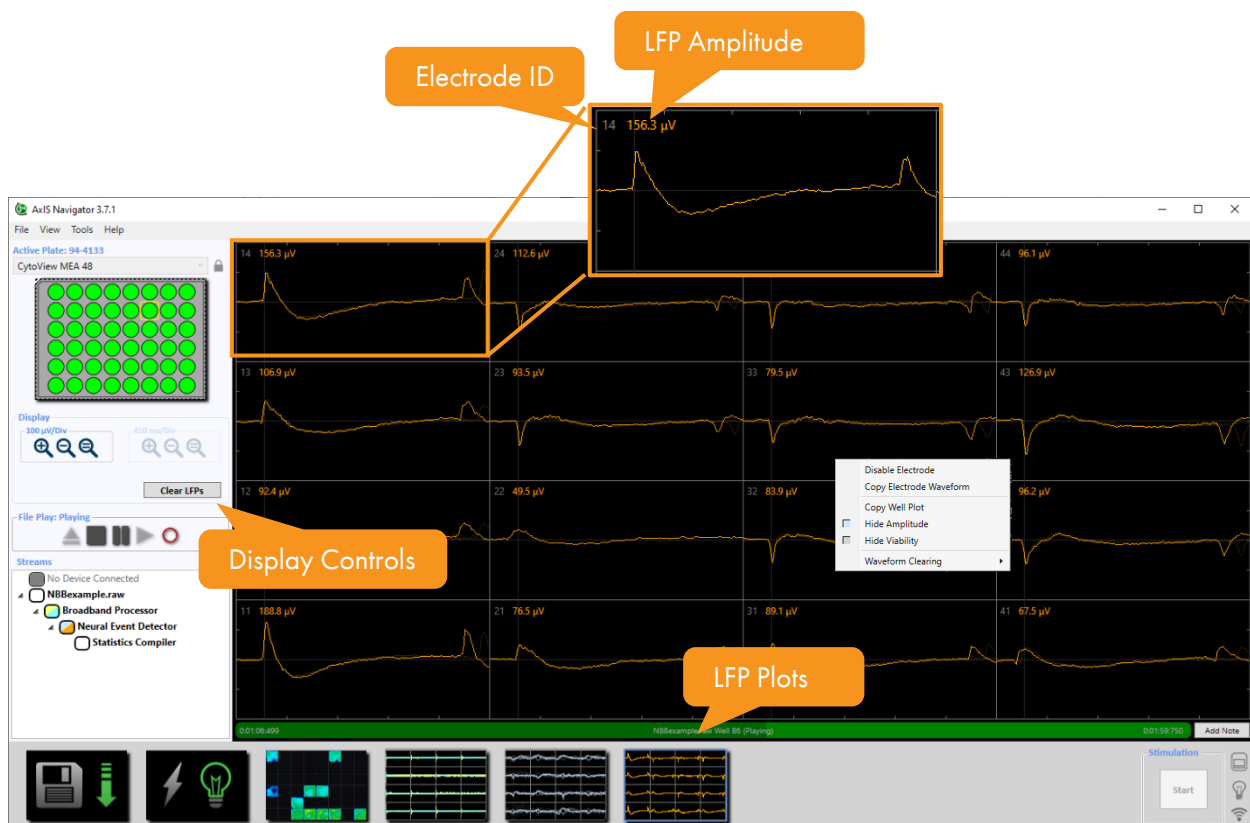 LFP Amplitude
Electrode ID
14 156.3 µV
AxIS Navigator 3.7.1
File View Tools Help
Active Plate: 94-4133
CytoView MEA 48
14 156.3 µV
24 112.6 µV
44 96.1 µV
13 106.9 µV
23 93.5 µV
33 79.5 µV
43 126.9 µV
Display
100 µV/Div
450 ms/Div
Clear LFPs
Disable Electrode
Copy Electrode Waveform
Copy Well Plot
Hide Amplitude
Hide Viability
Waveform Clearing
12 92.4 µV
22 49.5 µV
32 83.9 µV
96.2 µV
File Play: Playing
Display Controls
Streams
No Device Connected
NBBexample.raw
Broadband Processor
Neural Event Detector
Statistics Compiler
11 188.8 µV
21 76.5 µV
31 89.1 µV
41 67.5 µV
LFP Plots
0:01:06:499
NBBexample.raw Well B6 (Playing)
0:01:59:750
Add Note
Stimulation
Start